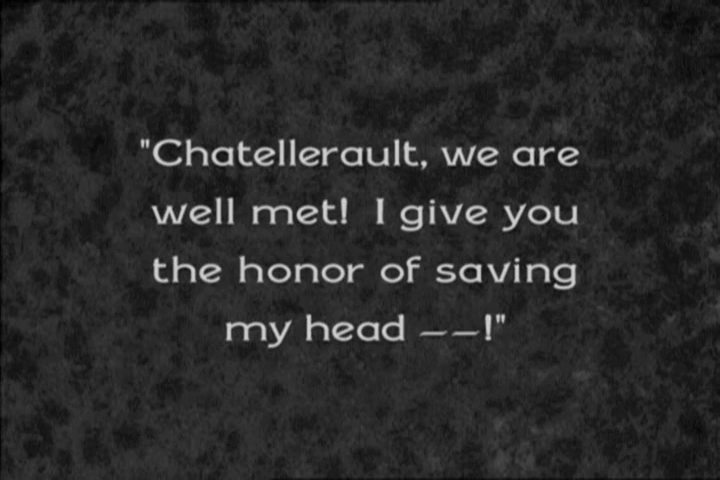 "Chatellerault, we are
well met!  I give you
the honor of saving
my head ——!"